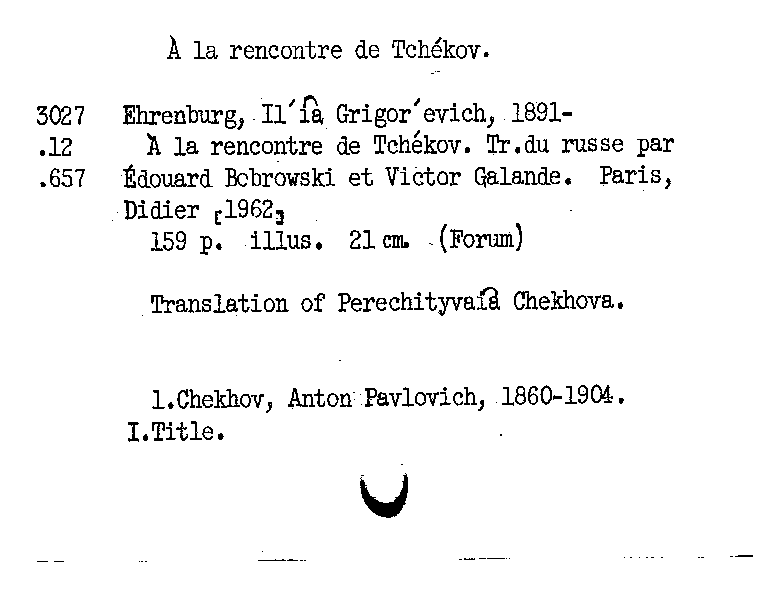 À la rencontre de Tchékov.
3027 Ehrenburg, Il´i͡a Grigor´evich, 1891-
.12 À la rencontre de Tchékov. Tr.du russe par
.657 Édouard Bobrowski et Victor Galande. Paris,
Didier [1962]
159 p. illus. 21 cm. (Forum)
Translation of Perechityvai͡a Chekhova.
1.Chekhov, Anton Pavlovich, 1860-1904.
I.Title.